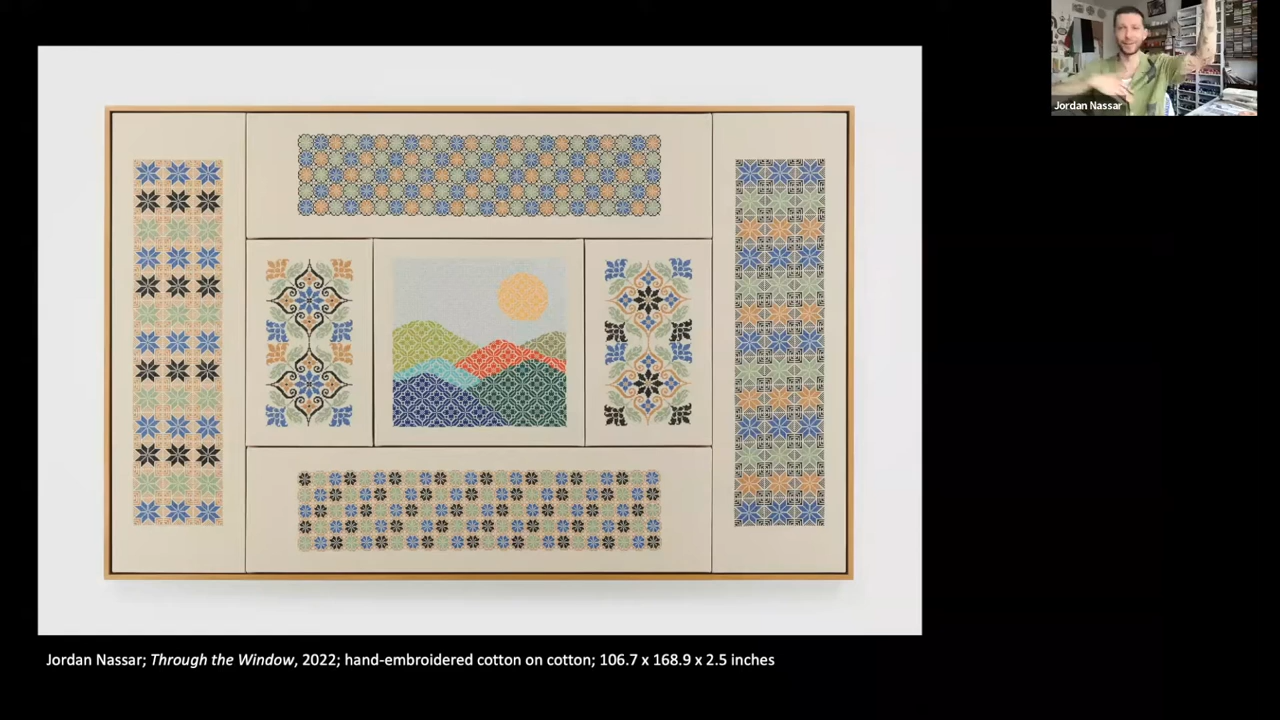 Jordan Nassar
Jordan Nassar; Through the Window, 2022; hand-embroidered cotton on cotton; 106.7 x 168.9 x 2.5 inches